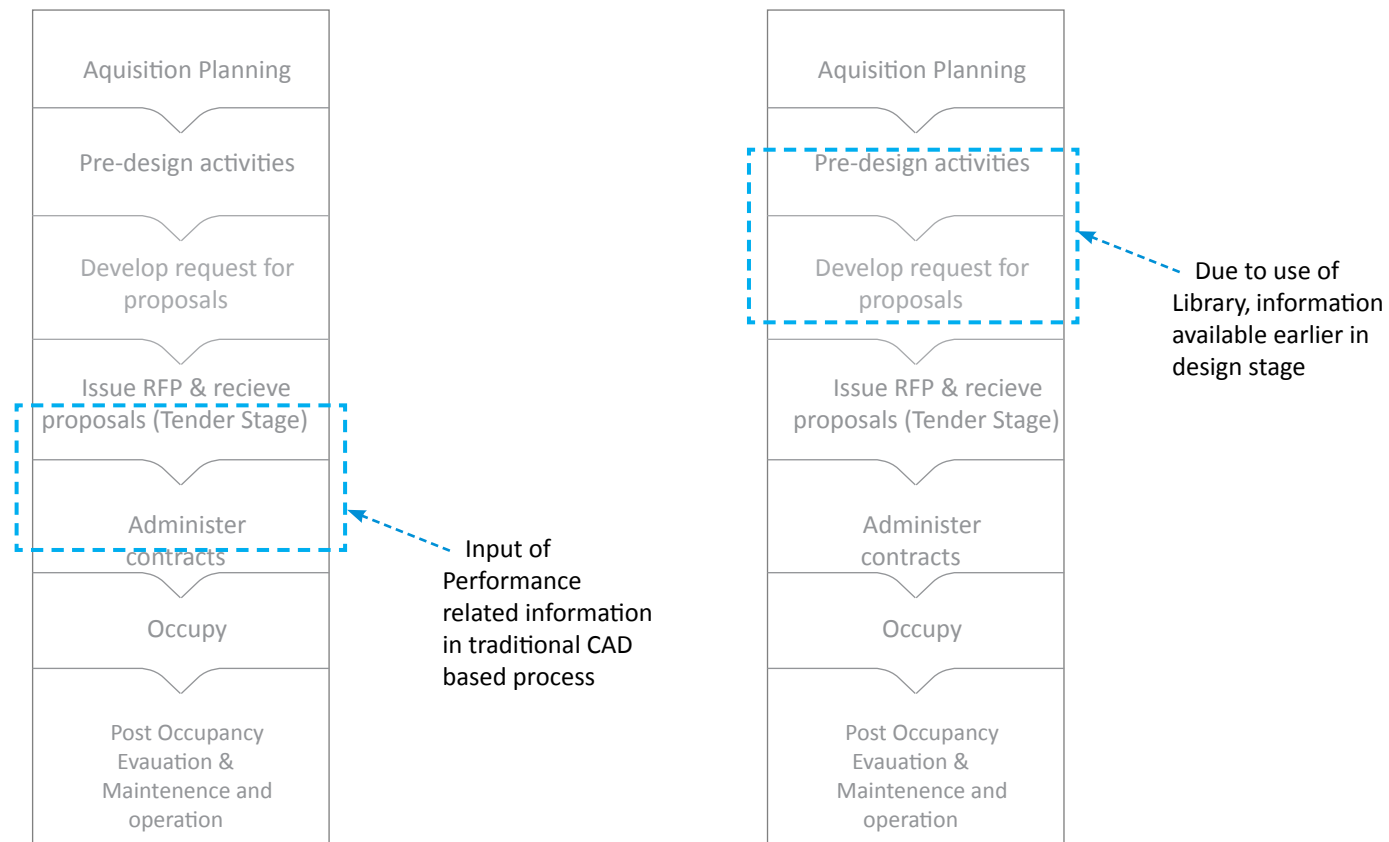 Aquisition Planning
Pre-design activities
Develop request for
proposals
Issue RFP & recieve
proposals (Tender Stage)
Administer
contracts
Occupy
Post Occupancy
Evauation &
Maintenence and
operation
Input of
Performance
related information
in traditional CAD
based process
Aquisition Planning
Pre-design activities
Develop request for
proposals
Issue RFP & recieve
proposals (Tender Stage)
Administer
contracts
Occupy
Post Occupancy
Evauation &
Maintenence and
operation
Due to use of
Library, information
available earlier in
design stage